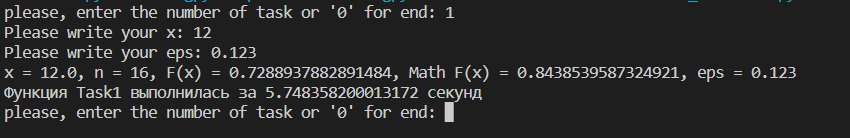 please, enter the number of task or '0' for end: 1
Please write your x: 12
Please write your eps: 0.123
x = 12.0, n = 16, F(x) = 0.7288937882891484, Math F(x) = 0.8438539587324921, eps = 0.123
Функция Task1 выполнилась за 5.748358200013172 секунд
please, enter the number of task or '0' for end: